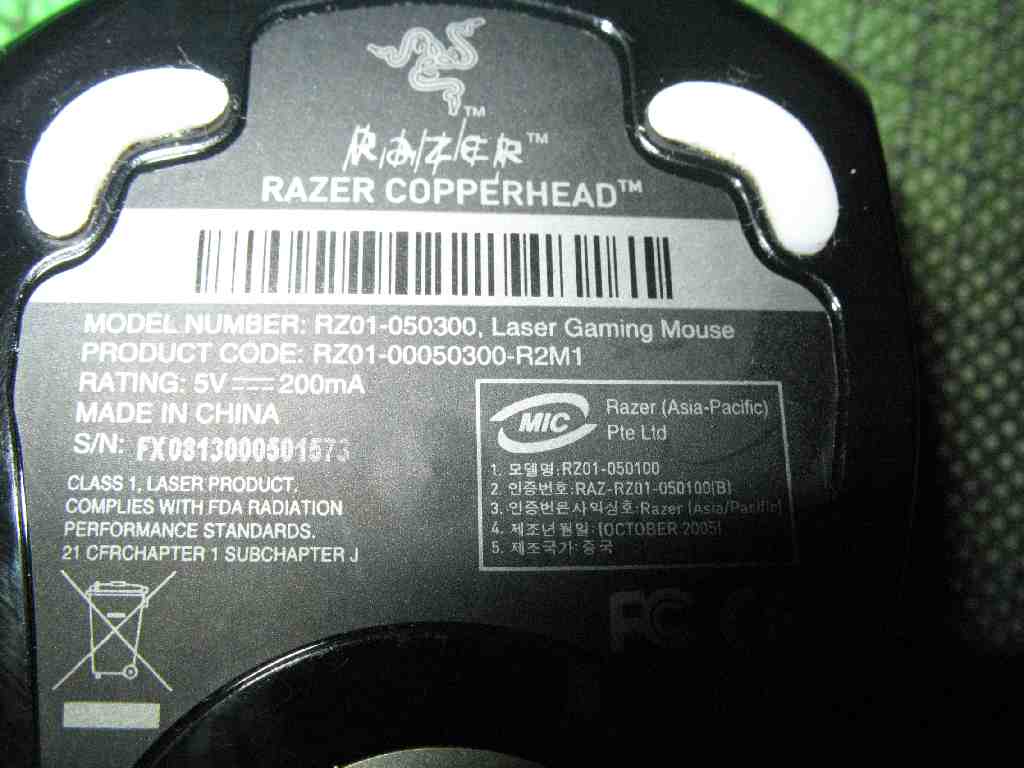 TM
RAZER™
RAZER COPPERHEAD™
MODEL NUMBER: RZ01-050300, Laser Gaming Mouse
PRODUCT CODE: RZ01-00050300-R2M1
RATING: 5V ⎓ 200mA
MADE IN CHINA
S/N: FX0813000501573
CLASS 1, LASER PRODUCT.
COMPLIES WITH FDA RADIATION
PERFORMANCE STANDARDS.
21 CFRCHAPTER 1 SUBCHAPTER J
MIC Razer (Asia-Pacific)
Pte Ltd
1. 모델명:RZ01-050100
2. 인증번호:RAZ-RZ01-050100(B)
3. 인증받은사의상호:Razer (Asia/Pacific)
4. 제조년월일:(OCTOBER 2005)
5. 제조국가:중국
FC